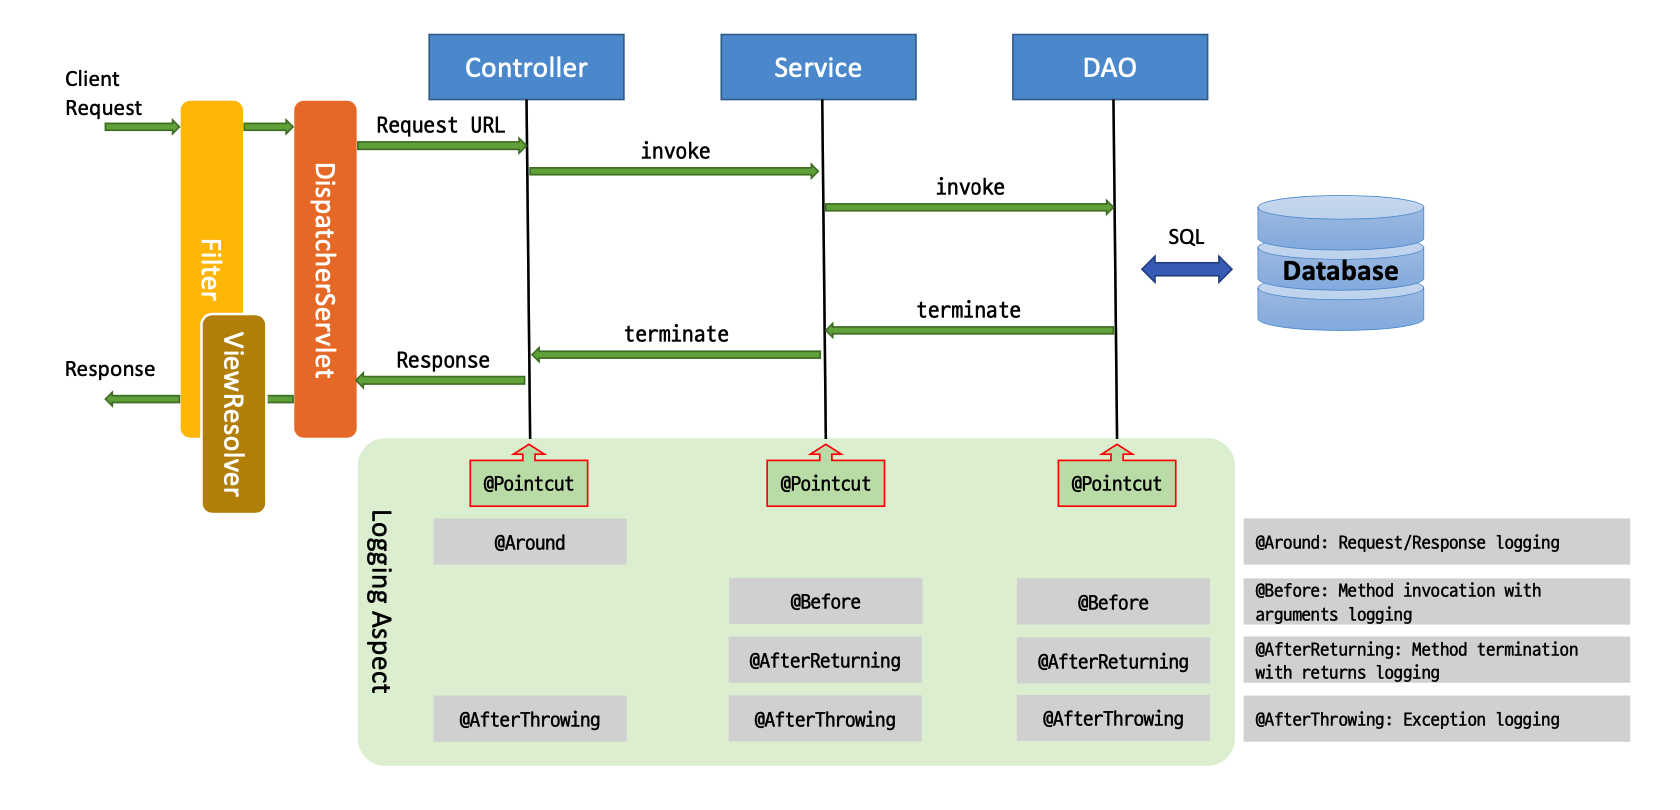 Controller
Service
DAO
Client
Request
Request URL
invoke
invoke
DispatcherServlet
Filter
SQL
Database
terminate
terminate
Response
Response
ViewResolver
@Pointcut
@Pointcut
@Pointcut
Logging Aspect
@Around
@Around: Request/Response logging
@Before
@Before
@Before: Method invocation with
arguments logging
@AfterReturning
@AfterReturning
@AfterReturning: Method termination
with returns logging
@AfterThrowing
@AfterThrowing
@AfterThrowing
@AfterThrowing: Exception logging